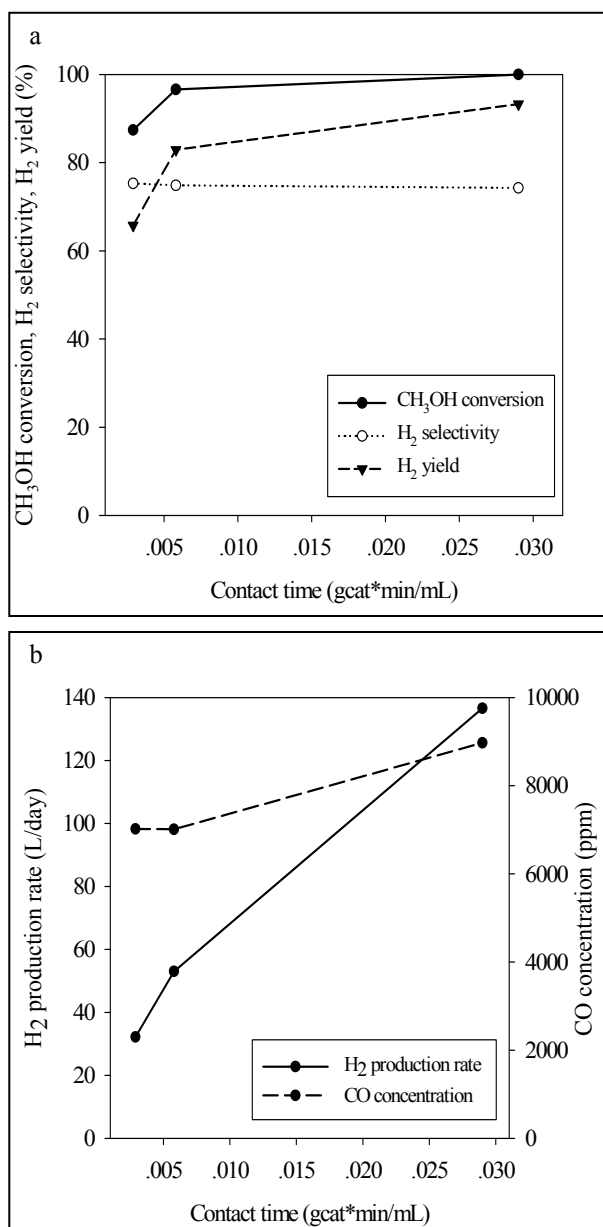 a
CH₃OH conversion, H₂ selectivity, H₂ yield (%)
100
80
60
40
20
0
CH₃OH conversion
H₂ selectivity
H₂ yield
.005 .010 .015 .020 .025 .030
Contact time (gcat*min/mL)
b
H2 production rate (L/day)
140
120
100
80
60
40
20
0
10000
8000
6000
4000
2000
0
CO concentration (ppm)
H2 production rate
CO concentration
.005 .010 .015 .020 .025 .030
Contact time (gcat*min/mL)